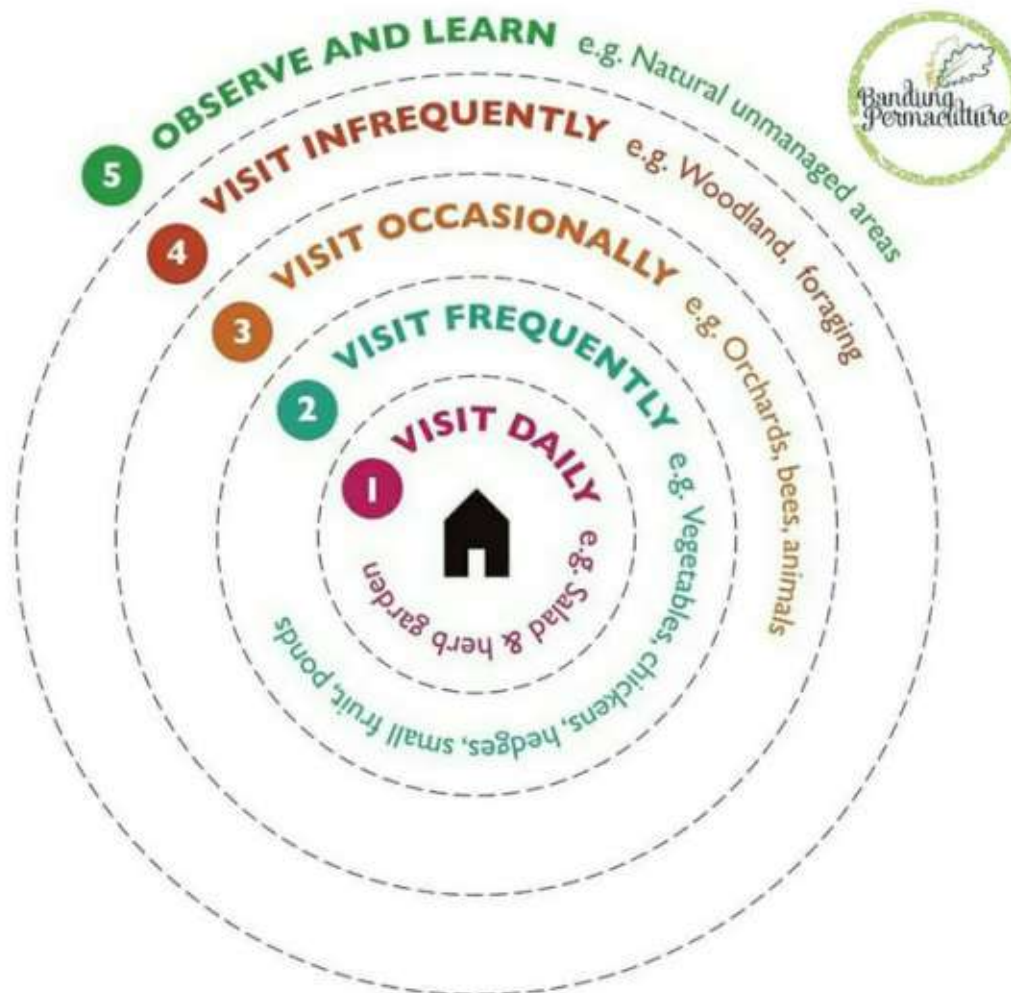 5 OBSERVE AND LEARN e.g. Natural unmanaged areas
4 VISIT INFREQUENTLY e.g. Woodland, foraging
3 VISIT OCCASIONALLY e.g. Orchards, bees, animals
2 VISIT FREQUENTLY e.g. Vegetables, chickens, hedges, small fruit, ponds
1 VISIT DAILY e.g. Salad & herb garden
Bandung
Permaculture